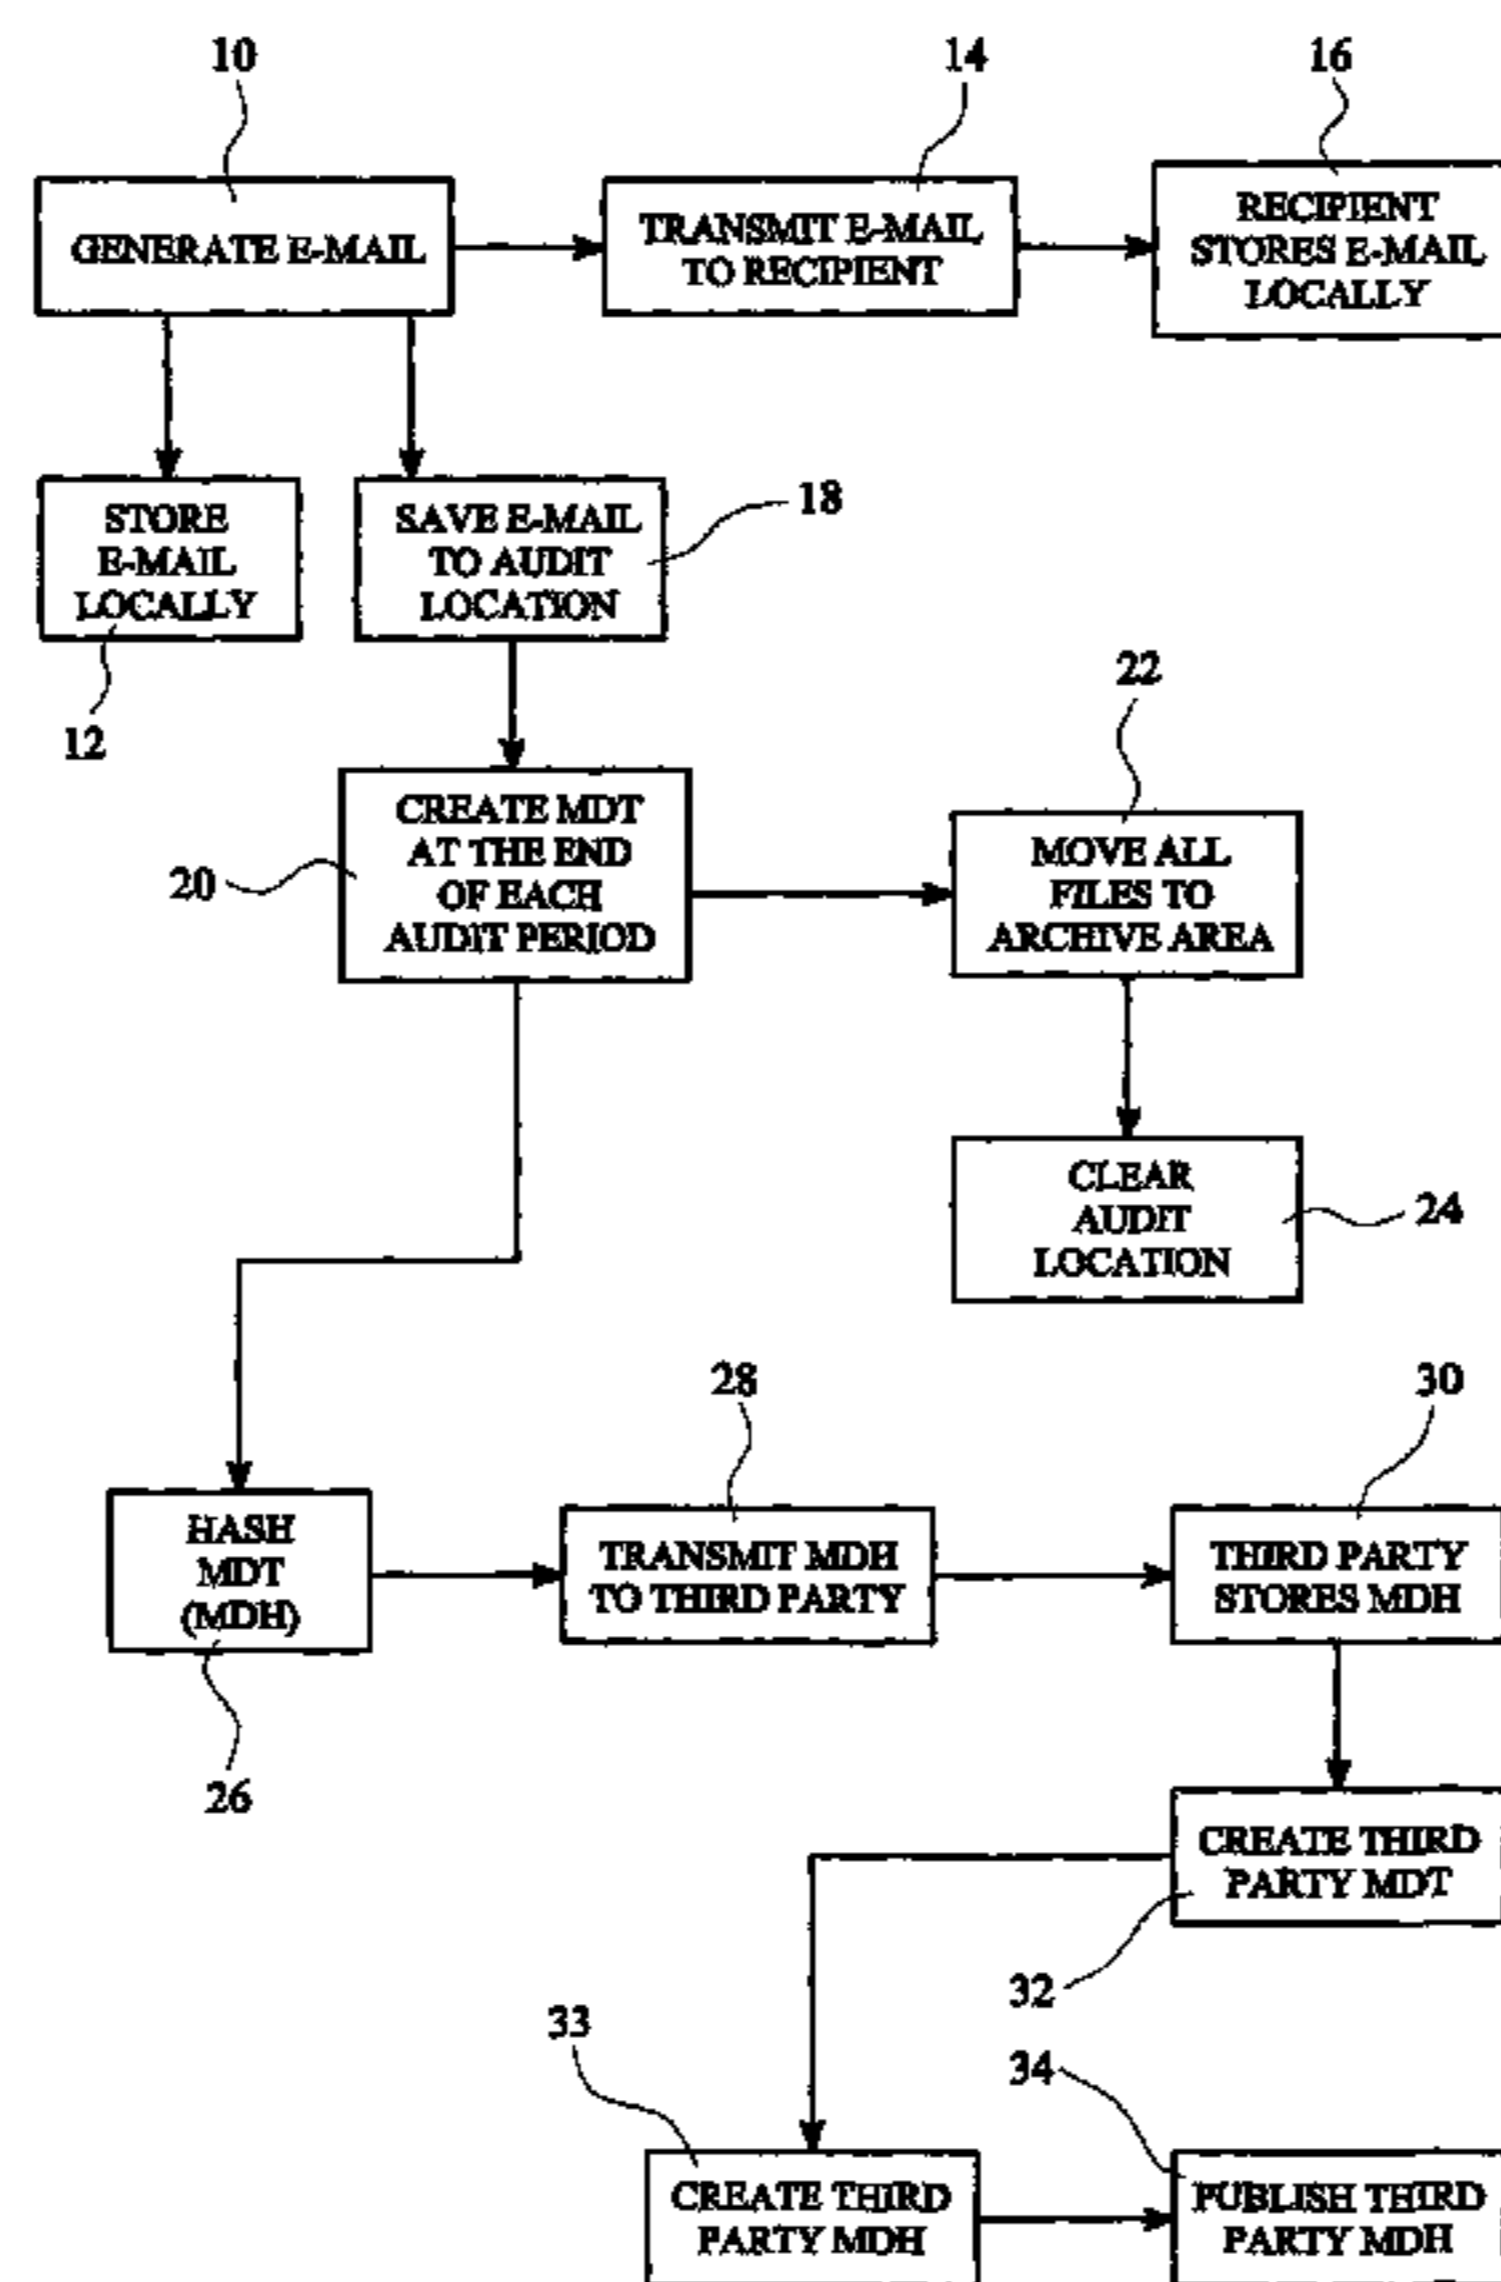 10
14
16
GENERATE E-MAIL
TRANSMIT E-MAIL
TO RECIPIENT
RECIPIENT
STORES E-MAIL
LOCALLY
STORE
E-MAIL
LOCALLY
12
SAVE E-MAIL
TO AUDIT
LOCATION
18
CREATE MDT
AT THE END
OF EACH
AUDIT PERIOD
20
22
MOVE ALL
FILES TO
ARCHIVE AREA
CLEAR
AUDIT
LOCATION
24
HASH
MDT
(MDH)
26
28
TRANSMIT MDH
TO THIRD PARTY
30
THIRD PARTY
STORES MDH
CREATE THIRD
PARTY MDT
32
33
CREATE THIRD
PARTY MDH
34
PUBLISH THIRD
PARTY MDH